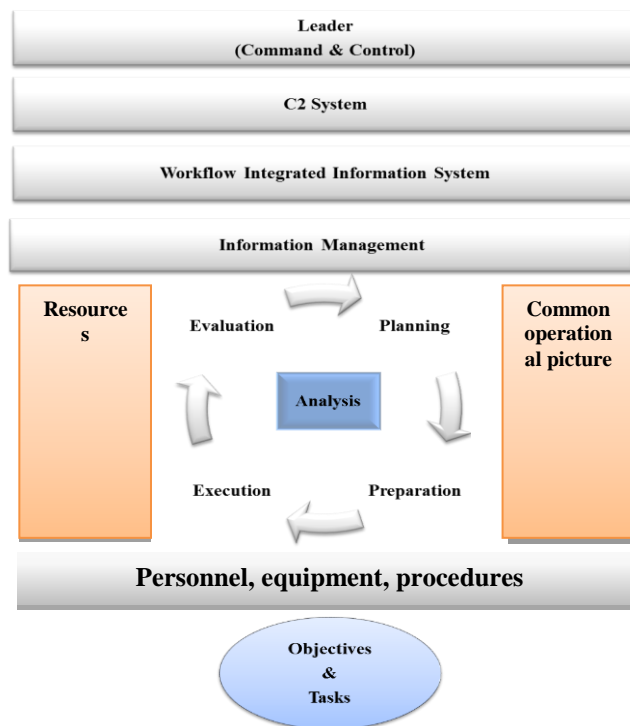 Leader
(Command & Control)
C2 System
Workflow Integrated Information System
Information Management
Resource
s
Evaluation
Planning
Common
operation
al picture
Analysis
Execution
Preparation
Personnel, equipment, procedures
Objectives
&
Tasks